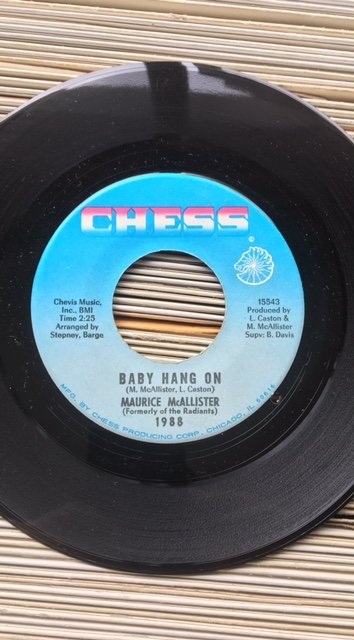 CHESS
©
Chevis Music,
Inc., BMI
Time 2:25
Arranged by
Stepney, Barge
15543
Produced by
L. Caston &
M. McAllister
Supv: B. Davis
BABY HANG ON
(M. McAllister, L. Caston)
MAURICE McALLISTER
(Formerly of the Radiants)
1988
MFG. BY CHESS PRODUCING CORP. CHICAGO, IL 60616